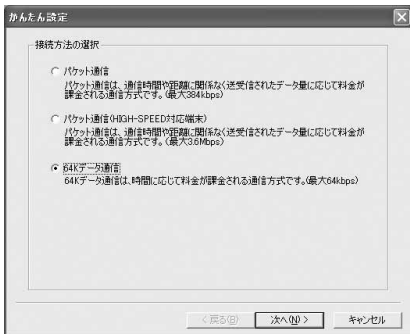 かんたん設定
接続方法の選択
パケット通信
パケット通信は、通信時間や距離に関係なく送受信されたデータ量に応じて料金が
課金される通信方式です。(最大384kbps)
パケット通信(HIGH-SPEED対応端末)
パケット通信は、通信時間や距離に関係なく送受信されたデータ量に応じて料金が
課金される通信方式です。(最大3.6Mbps)
64Kデータ通信
64Kデータ通信は、時間に応じて料金が課金される通信方式です。(最大64kbps)
< 戻る(B) 次へ(N) > キャンセル